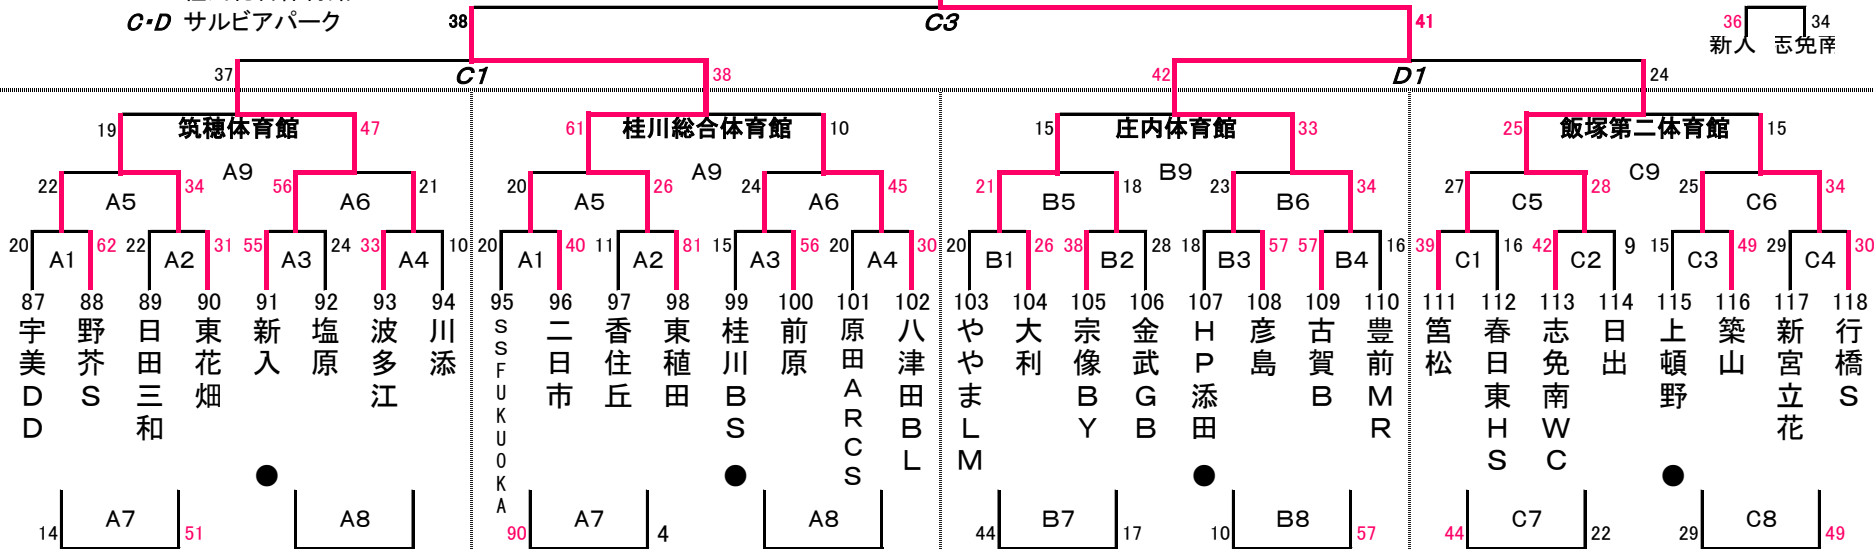 C・D サルビアパーク
38 C3 41
36 34
新人 志免南
37 C1 38 42 D1 24
19 筑穂体育館 47 61 桂川総合体育館 10 15 庄内体育館 33 25 飯塚第二体育館 15
A9 A9 B9 C9
22 A5 34 56 A6 21 20 A5 26 24 A6 45 21 B5 18 23 B6 34 27 C5 28 25 C6 34
20 A1 62 22 A2 31 55 A3 24 33 A4 10 20 A1 40 11 A2 81 15 A3 56 20 A4 30 20 B1 26 38 B2 28 18 B3 57 57 B4 16 39 C1 16 42 C2 9 15 C3 49 29 C4 30
87 88 89 90 91 92 93 94 95 96 97 98 99 100 101 102 103 104 105 106 107 108 109 110 111 112 113 114 115 116 117 118
宇美DD
野芥S
日田三和
東花畑
新入
塩原
波多江
川添
SSFUKUOKA
二日市
香住丘
東稙田
桂川BS
前原
原田ARCS
八津田BL
ややまLM
大利
宗像BY
金武GB
HP添田
彦島
古賀B
豊前MR
筥松
春日東HS
志免南WC
日出
上頓野
築山
新宮立花
行橋S
● ● ● ●
14 A7 51 A8 90 A7 4 A8 44 B7 17 10 B8 57 44 C7 22 29 C8 49